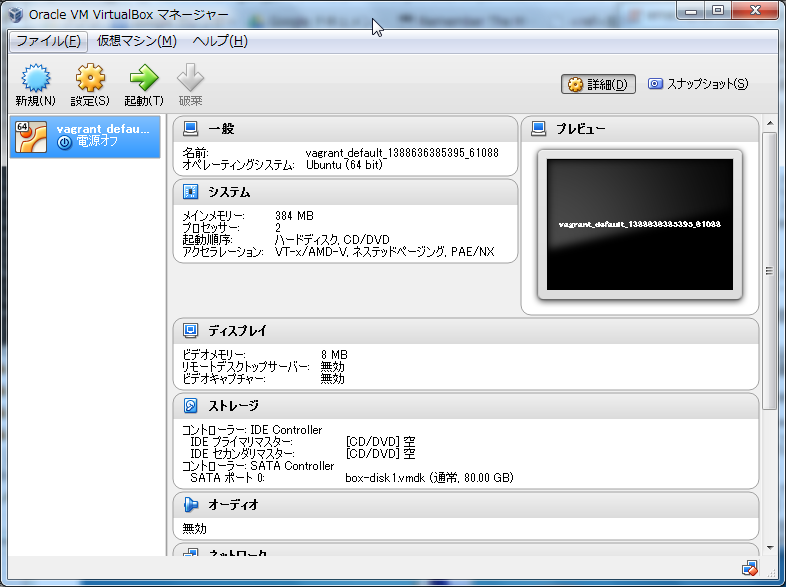 Oracle VM VirtualBox マネージャー
ファイル(F) 仮想マシン(M) ヘルプ(H)
新規(N) 設定(S) 起動(T) 破棄
詳細(D) スナップショット(S)
64
vagrant_defau...
電源オフ
一般
名前: vagrant_default_1388636385395_61088
オペレーティングシステム: Ubuntu (64 bit)
システム
メインメモリー: 384 MB
プロセッサー: 2
起動順序: ハードディスク, CD/DVD
アクセラレーション: VT-x/AMD-V, ネステッドページング, PAE/NX
プレビュー
vagrant_default_1388636385395_61088
ディスプレイ
ビデオメモリー: 8 MB
リモートデスクトップサーバー: 無効
ビデオキャプチャー: 無効
ストレージ
コントローラー: IDE Controller
IDE プライマリマスター: [CD/DVD] 空
IDE セカンダリマスター: [CD/DVD] 空
コントローラー: SATA Controller
SATA ポート 0: box-disk1.vmdk (通常, 80.00 GB)
オーディオ
無効
ネットワーク